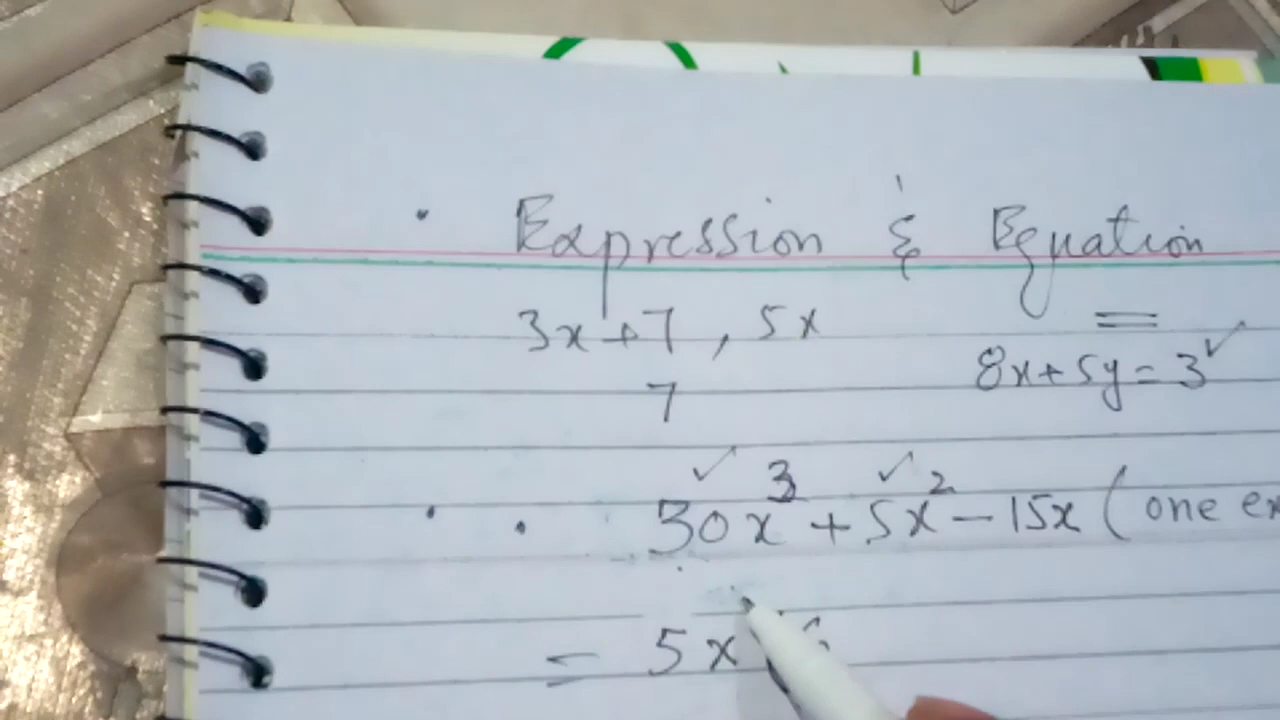 Expression & Equation
3x+7 , 5x
=
8x+5y=3 ✓
7
30x³ + 5x² - 15x ( one ex
= 5x